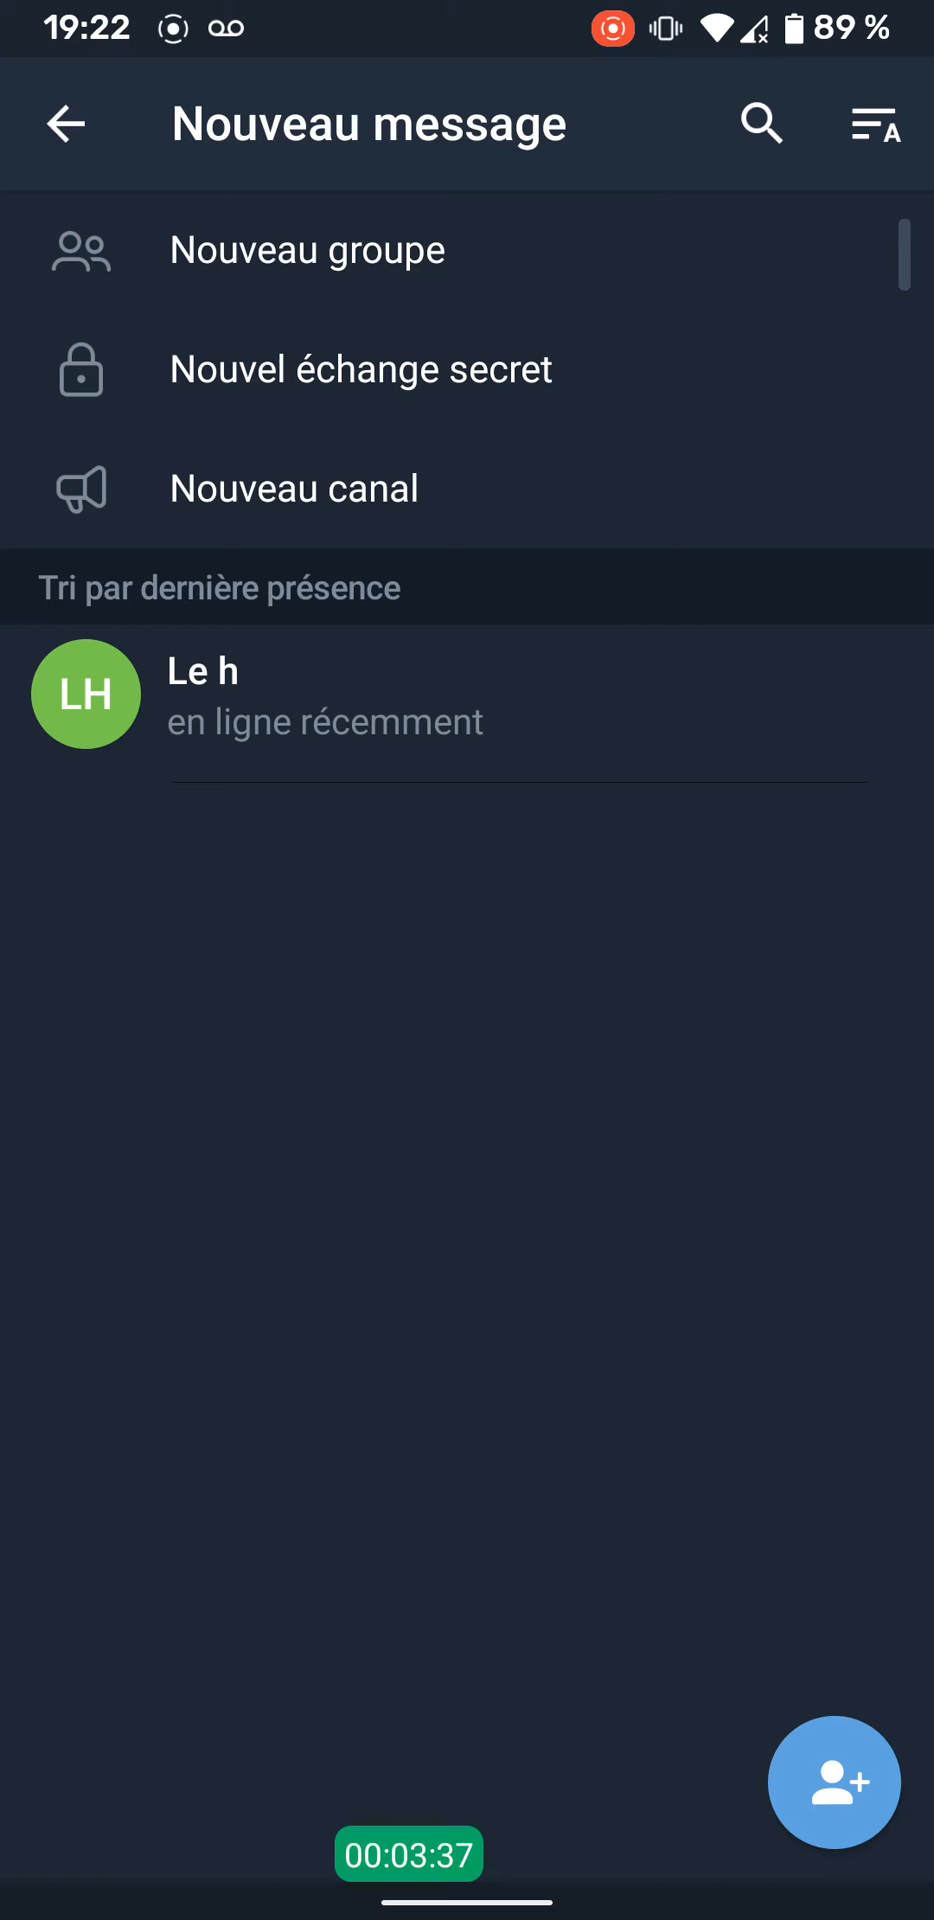 19:22
89 %
Nouveau message
A
Nouveau groupe
Nouvel échange secret
Nouveau canal
Tri par dernière présence
LH
Le h
en ligne récemment
00:03:37